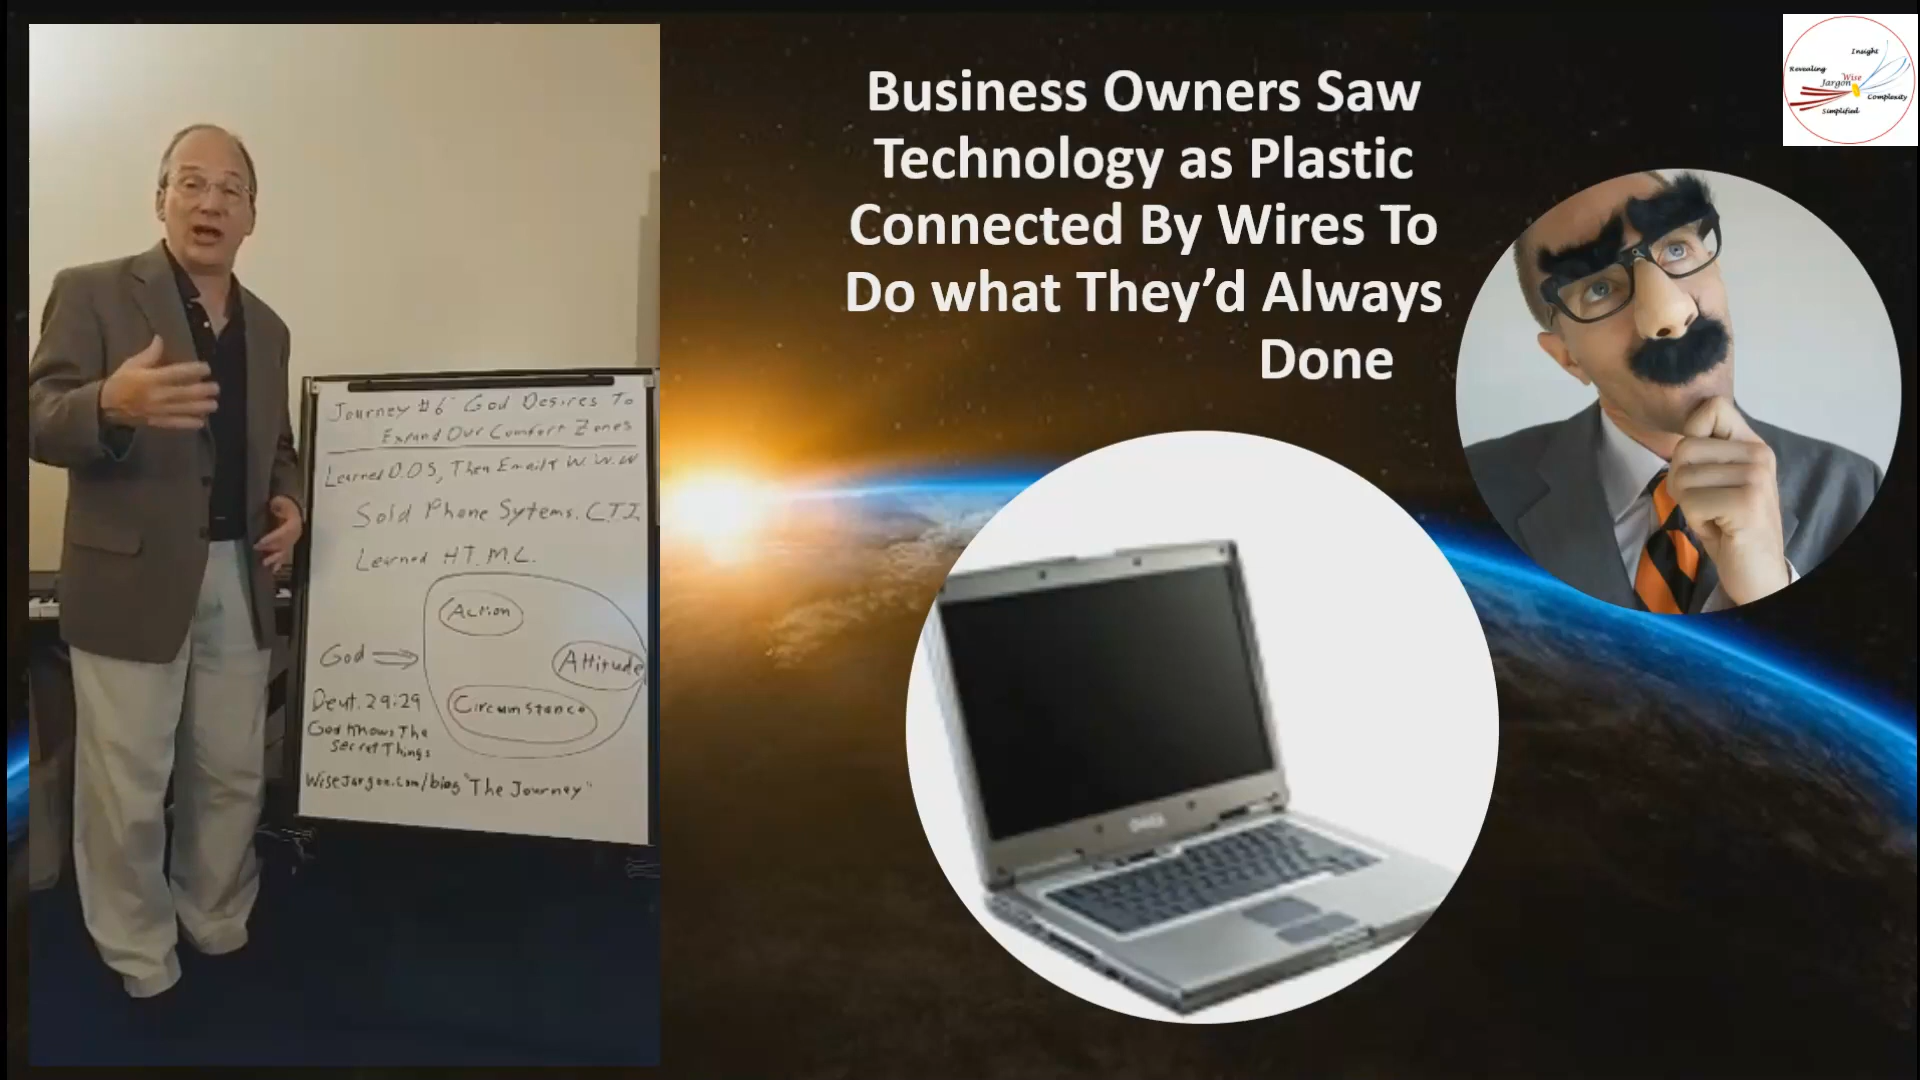 Business Owners Saw
Technology as Plastic
Connected By Wires To
Do what They’d Always
Done
Insight
Revealing
Wise
Jargon
Complexity
Simplified
Journey #6 God Desires To
Expand Our Comfort Zones
Learned D.O.S, Then Email & W.W.W
Sold Phone Sytems. C.T.I.
Learned H.T.M.L.
Action
God ⇒
Attitude
Deut. 29:29
Circumstance
God Knows The
Secret Things
WiseJargon.com/blog "The Journey"
DELL